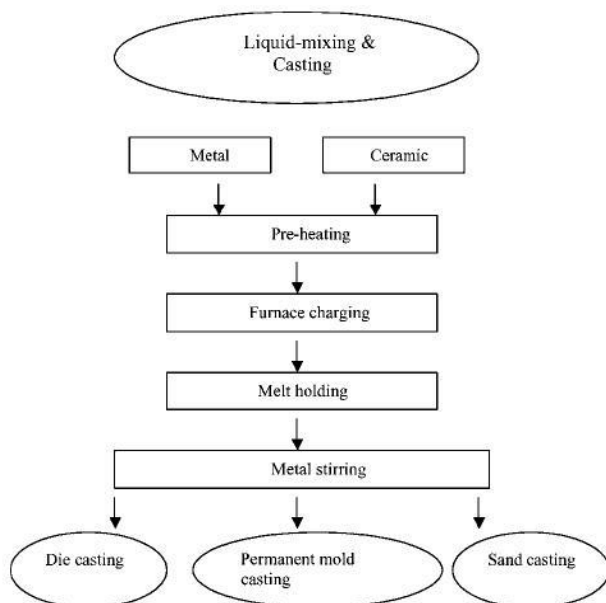 Liquid-mixing &
Casting
Metal
Ceramic
Pre-heating
Furnace charging
Melt holding
Metal stirring
Die casting
Permanent mold
casting
Sand casting